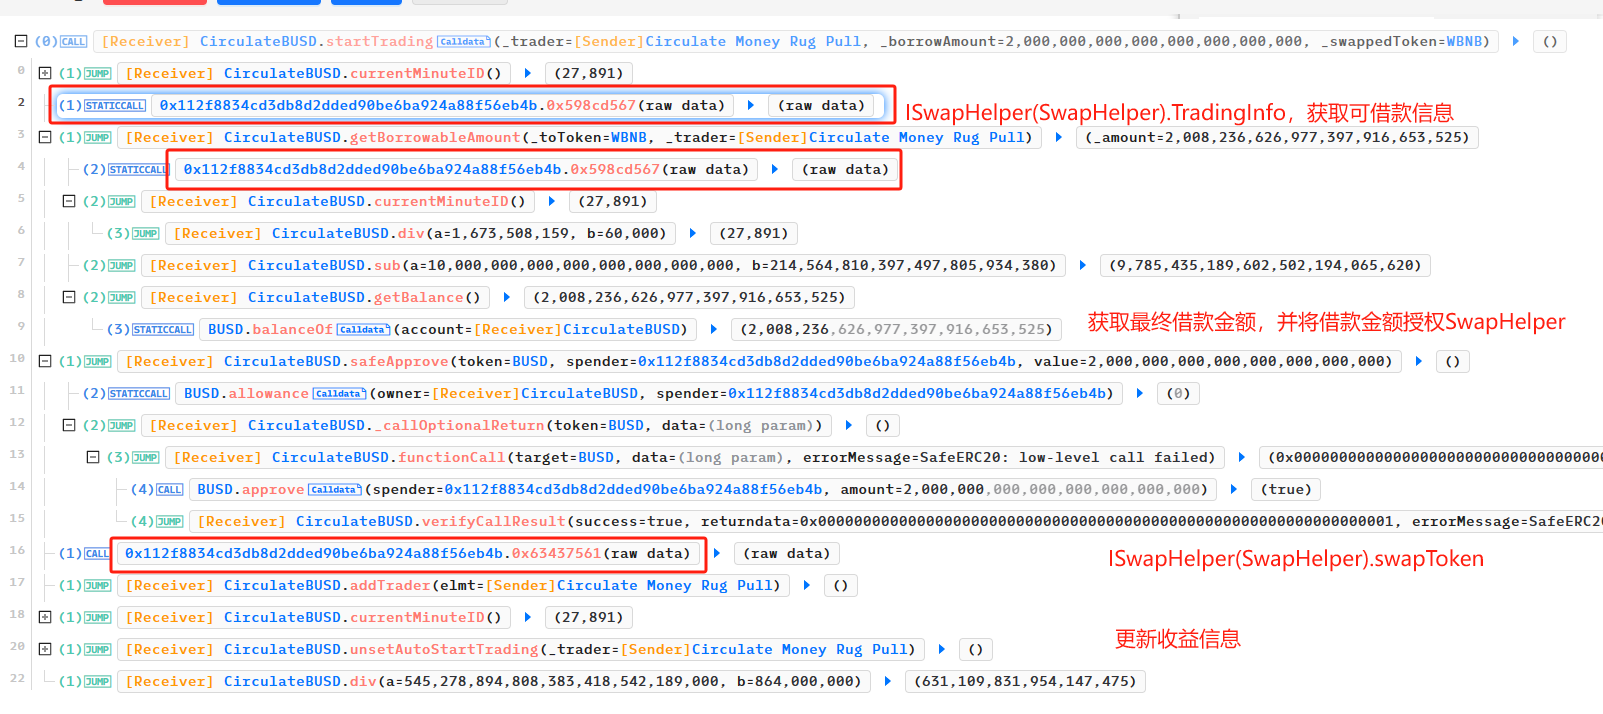 (0) CALL [Receiver] CirculateBUSD.startTrading Calldata (_trader=[Sender]Circulate Money Rug Pull, _borrowAmount=2,000,000,000,000,000,000,000,000, _swappedToken=WBNB) ()
0 (1) JUMP [Receiver] CirculateBUSD.currentMinuteID() (27,891)
2 (1) STATICCALL 0x112f8834cd3db8d2dded90be6ba924a88f56eb4b.0x598cd567(raw data) (raw data) ISwapHelper(SwapHelper).TradingInfo，获取可借款信息
3 (1) JUMP [Receiver] CirculateBUSD.getBorrowableAmount(_toToken=WBNB, _trader=[Sender]Circulate Money Rug Pull) (_amount=2,008,236,626,977,397,916,653,525)
4 (2) STATICCALL 0x112f8834cd3db8d2dded90be6ba924a88f56eb4b.0x598cd567(raw data) (raw data)
5 (2) JUMP [Receiver] CirculateBUSD.currentMinuteID() (27,891)
6 (3) JUMP [Receiver] CirculateBUSD.div(a=1,673,508,159, b=60,000) (27,891)
7 (2) JUMP [Receiver] CirculateBUSD.sub(a=10,000,000,000,000,000,000,000,000, b=214,564,810,397,497,805,934,380) (9,785,435,189,602,502,194,065,620)
8 (2) JUMP [Receiver] CirculateBUSD.getBalance() (2,008,236,626,977,397,916,653,525)
9 (3) STATICCALL BUSD.balanceOf Calldata (account=[Receiver]CirculateBUSD) (2,008,236,626,977,397,916,653,525) 获取最终借款金额，并将借款金额授权SwapHelper
10 (1) JUMP [Receiver] CirculateBUSD.safeApprove(token=BUSD, spender=0x112f8834cd3db8d2dded90be6ba924a88f56eb4b, value=2,000,000,000,000,000,000,000,000) ()
11 (2) STATICCALL BUSD.allowance Calldata (owner=[Receiver]CirculateBUSD, spender=0x112f8834cd3db8d2dded90be6ba924a88f56eb4b) (0)
12 (2) JUMP [Receiver] CirculateBUSD._callOptionalReturn(token=BUSD, data=(long param)) ()
13 (3) JUMP [Receiver] CirculateBUSD.functionCall(target=BUSD, data=(long param), errorMessage=SafeERC20: low-level call failed)
14 (4) CALL BUSD.approve Calldata (spender=0x112f8834cd3db8d2dded90be6ba924a88f56eb4b, amount=2,000,000,000,000,000,000,000,000) (true)
15 (4) JUMP [Receiver] CirculateBUSD.verifyCallResult(success=true, errorMessage=SafeERC20
16 (1) CALL 0x112f8834cd3db8d2dded90be6ba924a88f56eb4b.0x63437561(raw data) (raw data) ISwapHelper(SwapHelper).swapToken
17 (1) JUMP [Receiver] CirculateBUSD.addTrader(elmt=[Sender]Circulate Money Rug Pull) ()
18 (1) JUMP [Receiver] CirculateBUSD.currentMinuteID() (27,891)
20 (1) JUMP [Receiver] CirculateBUSD.unsetAutoStartTrading(_trader=[Sender]Circulate Money Rug Pull) () 更新收益信息
22 (1) JUMP [Receiver] CirculateBUSD.div(a=545,278,894,808,383,418,542,189,000, b=864,000,000) (631,109,831,954,147,475)